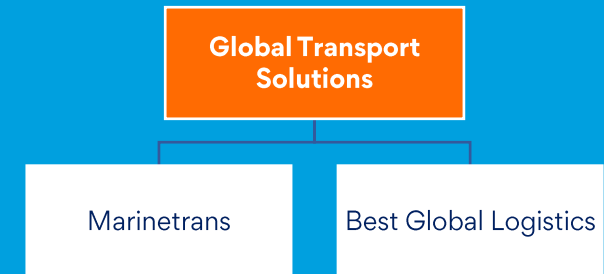 Global Transport
Solutions
Marinetrans
Best Global Logistics